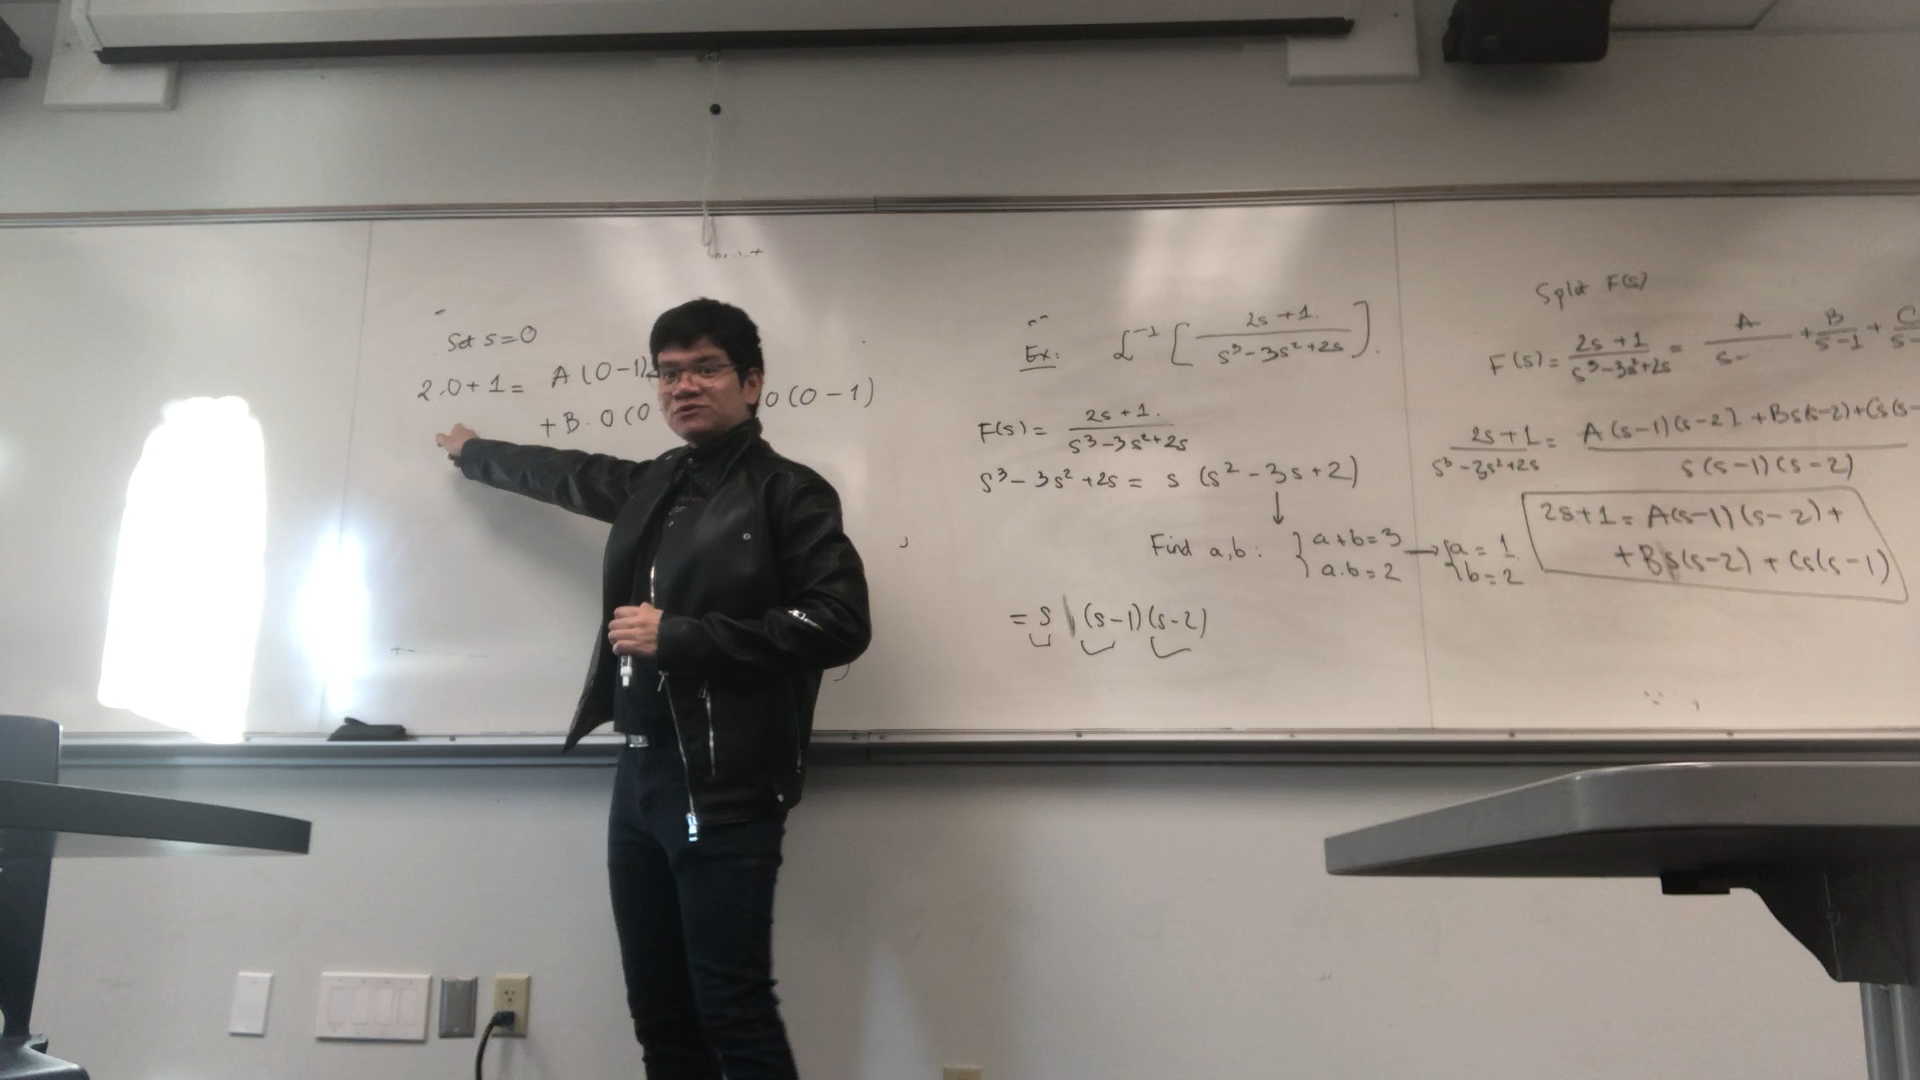 Set s=0
2.0+1= A(0-1)
+B.0(0 0(0-1)
Ex: L⁻¹[(2s+1)/(s³-3s²+2s)].
F(s)= (2s+1)/(s³-3s²+2s)
s³-3s²+2s= s (s²-3s+2)
↓
Find a,b: { a+b=3 → { a=1
a.b=2 b=2
=s (s-1)(s-2)
Split F(s)
F(s)= (2s+1)/(s³-3s²+2s) = A/(s- + B/(s-1) + C/(s-
(2s+1)/(s³-3s²+2s) = (A(s-1)(s-2)+Bs(s-2)+Cs(s-)/(s(s-1)(s-2))
2s+1= A(s-1)(s-2)+
+Bs(s-2)+Cs(s-1)